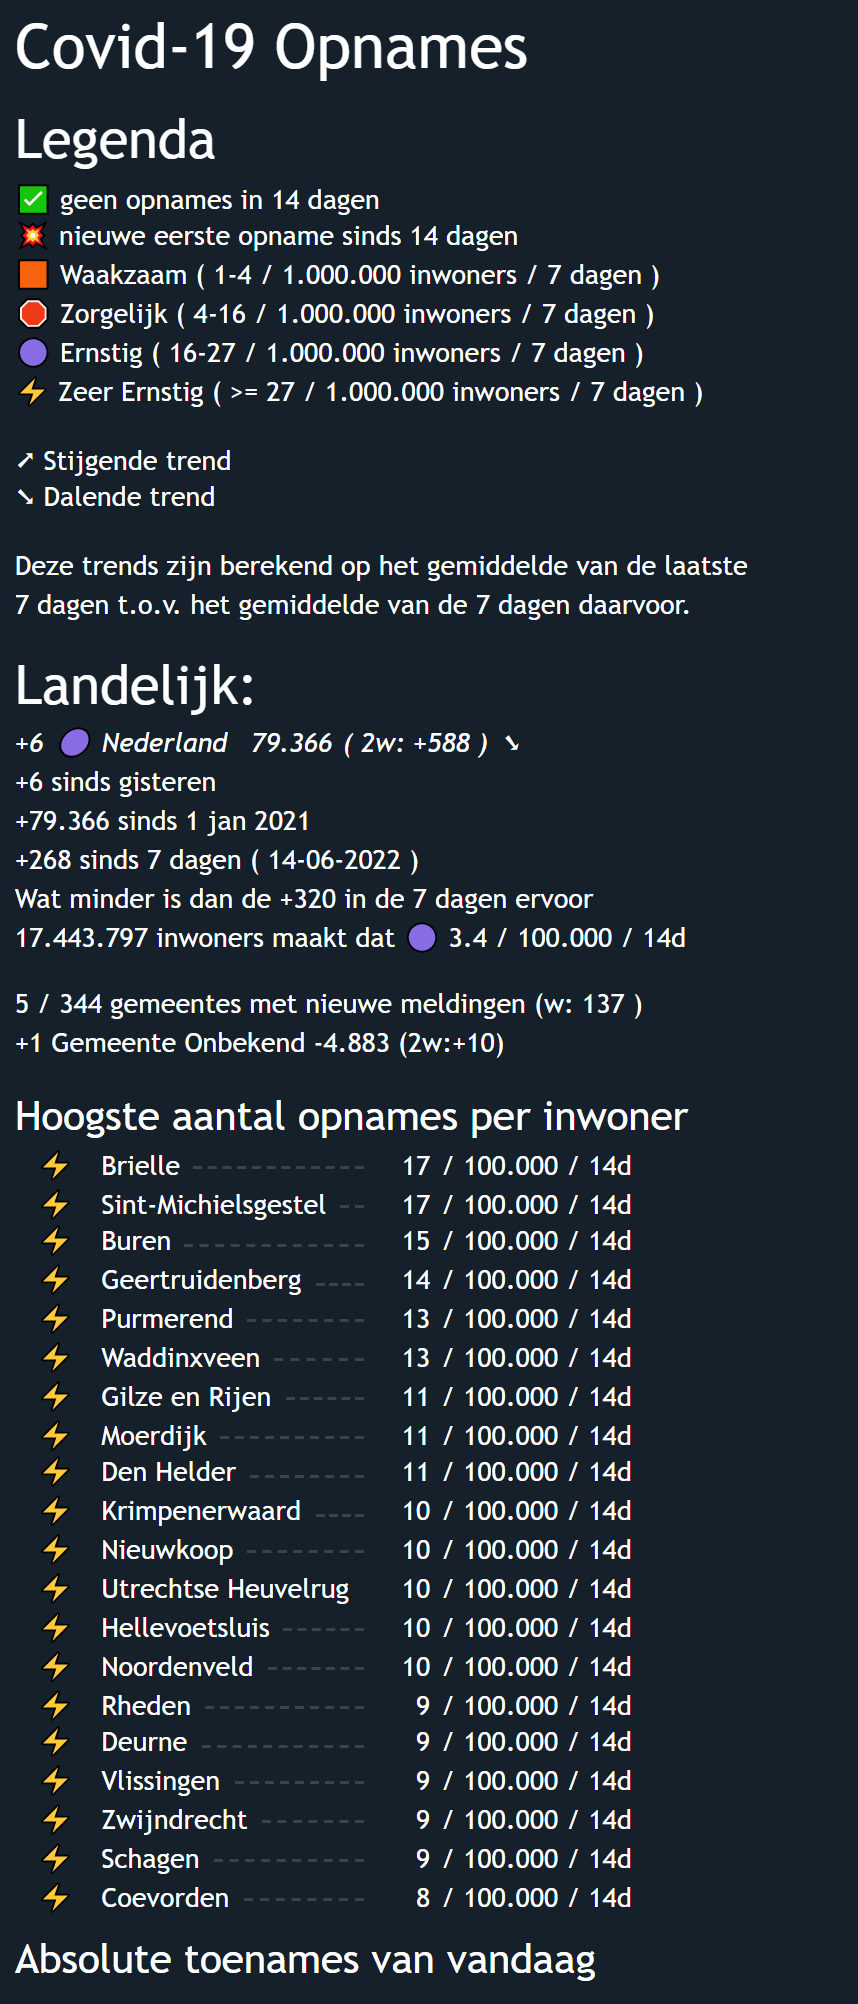 Covid-19 Opnames
Legenda
✅ geen opnames in 14 dagen
💥 nieuwe eerste opname sinds 14 dagen
🟧 Waakzaam ( 1-4 / 1.000.000 inwoners / 7 dagen )
🛑 Zorgelijk ( 4-16 / 1.000.000 inwoners / 7 dagen )
🟣 Ernstig ( 16-27 / 1.000.000 inwoners / 7 dagen )
⚡ Zeer Ernstig ( >= 27 / 1.000.000 inwoners / 7 dagen )
➚ Stijgende trend
➘ Dalende trend
Deze trends zijn berekend op het gemiddelde van de laatste
7 dagen t.o.v. het gemiddelde van de 7 dagen daarvoor.
Landelijk:
+6 🟣 Nederland 79.366 ( 2w: +588 ) ➘
+6 sinds gisteren
+79.366 sinds 1 jan 2021
+268 sinds 7 dagen ( 14-06-2022 )
Wat minder is dan de +320 in de 7 dagen ervoor
17.443.797 inwoners maakt dat 🟣 3.4 / 100.000 / 14d
5 / 344 gemeentes met nieuwe meldingen (w: 137 )
+1 Gemeente Onbekend -4.883 (2w:+10)
Hoogste aantal opnames per inwoner
⚡ Brielle ------------- 17 / 100.000 / 14d
⚡ Sint-Michielsgestel -- 17 / 100.000 / 14d
⚡ Buren -------------- 15 / 100.000 / 14d
⚡ Geertruidenberg ---- 14 / 100.000 / 14d
⚡ Purmerend --------- 13 / 100.000 / 14d
⚡ Waddinxveen ------- 13 / 100.000 / 14d
⚡ Gilze en Rijen ------ 11 / 100.000 / 14d
⚡ Moerdijk ----------- 11 / 100.000 / 14d
⚡ Den Helder --------- 11 / 100.000 / 14d
⚡ Krimpenerwaard ---- 10 / 100.000 / 14d
⚡ Nieuwkoop --------- 10 / 100.000 / 14d
⚡ Utrechtse Heuvelrug 10 / 100.000 / 14d
⚡ Hellevoetsluis ------ 10 / 100.000 / 14d
⚡ Noordenveld ------- 10 / 100.000 / 14d
⚡ Rheden ------------ 9 / 100.000 / 14d
⚡ Deurne ------------ 9 / 100.000 / 14d
⚡ Vlissingen ---------- 9 / 100.000 / 14d
⚡ Zwijndrecht -------- 9 / 100.000 / 14d
⚡ Schagen ----------- 9 / 100.000 / 14d
⚡ Coevorden --------- 8 / 100.000 / 14d
Absolute toenames van vandaag